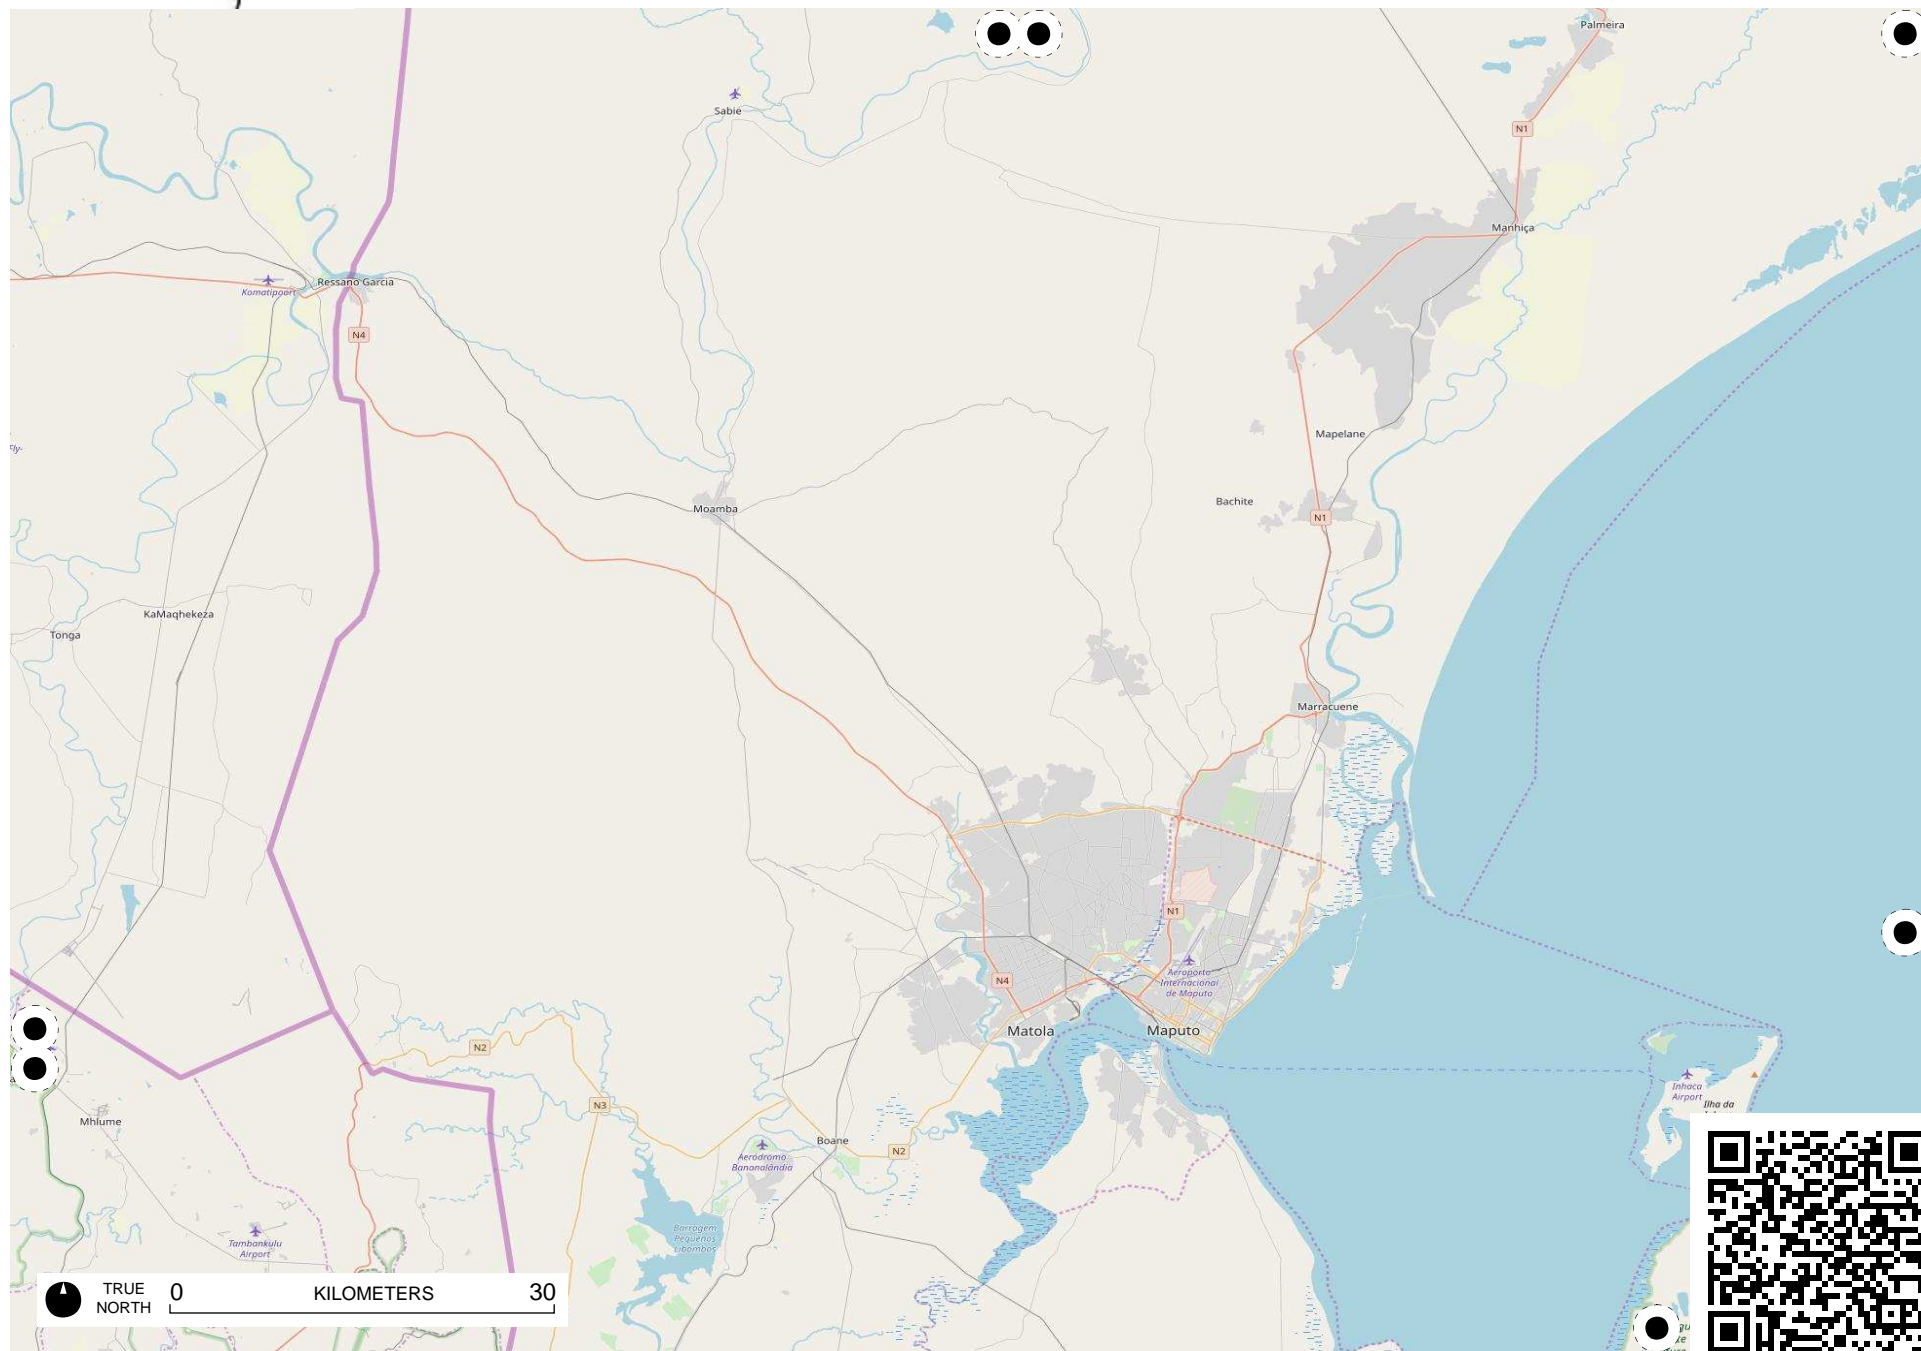 Palmeira
Sabié
N1
Manhiça
Ressano Garcia
Komatipoort
N4
Mapelane
Fly-
Bachite
Moamba
N1
KaMaqhekeza
Tonga
Marracuene
N1
Aeroporto
Internacional
de Maputo
N4
Matola
Maputo
N2
Inhaca
Airport
Ilha da
N3
Mhlume
Boane
N2
Aeródromo
Bananalândia
Barragem
Pequenos
Libombos
Tambankulu
Airport
TRUE
NORTH
0
KILOMETERS
30